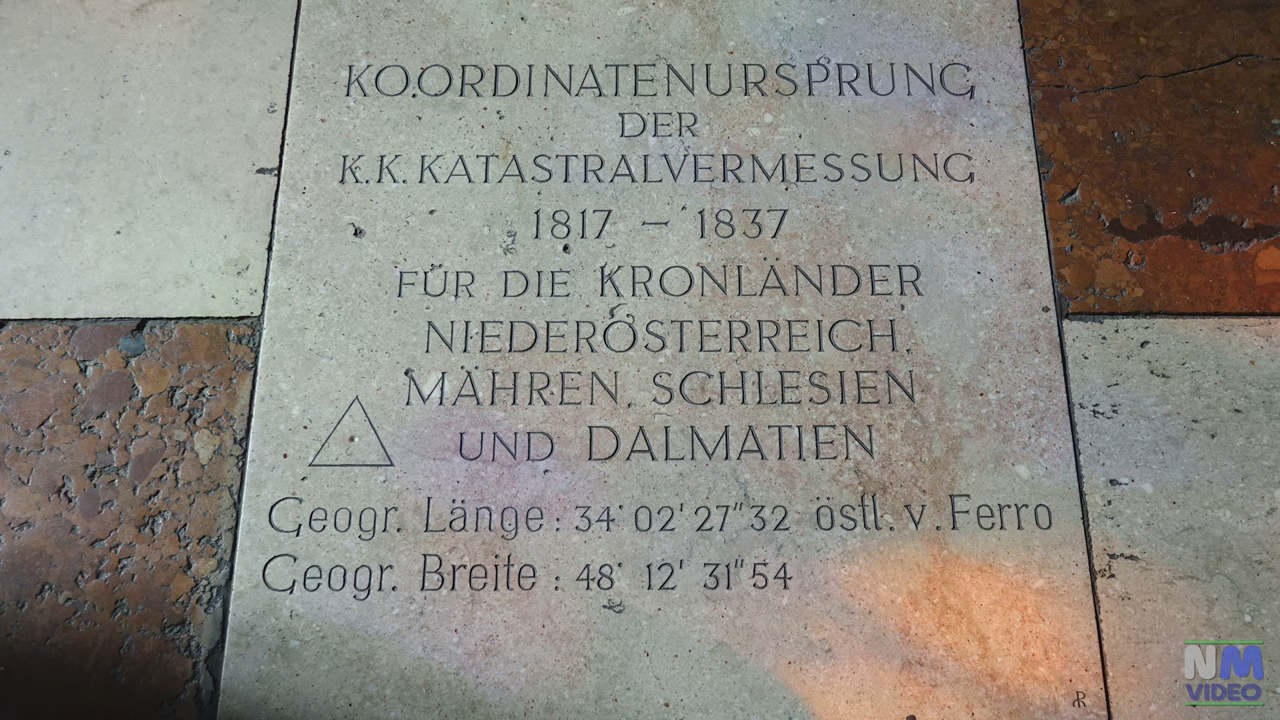 KOORDINATENURSPRUNG
DER
K.K. KATASTRALVERMESSUNG
1817 – 1837
FÜR DIE KRONLÄNDER
NIEDERÖSTERREICH,
MÄHREN, SCHLESIEN
UND DALMATIEN
Geogr. Länge: 34° 02' 27"32 östl. v. Ferro
Geogr. Breite: 48° 12' 31"54
NM
VIDEO